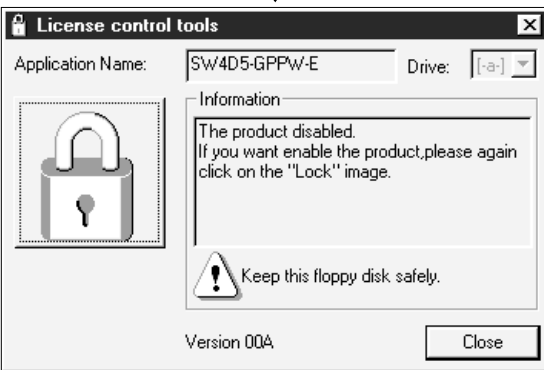 License control tools
Application Name: SW4D5-GPPW-E Drive: [-a-]
Information
The product disabled.
If you want enable the product,please again
click on the "Lock" image.
Keep this floppy disk safely.
Version 00A Close